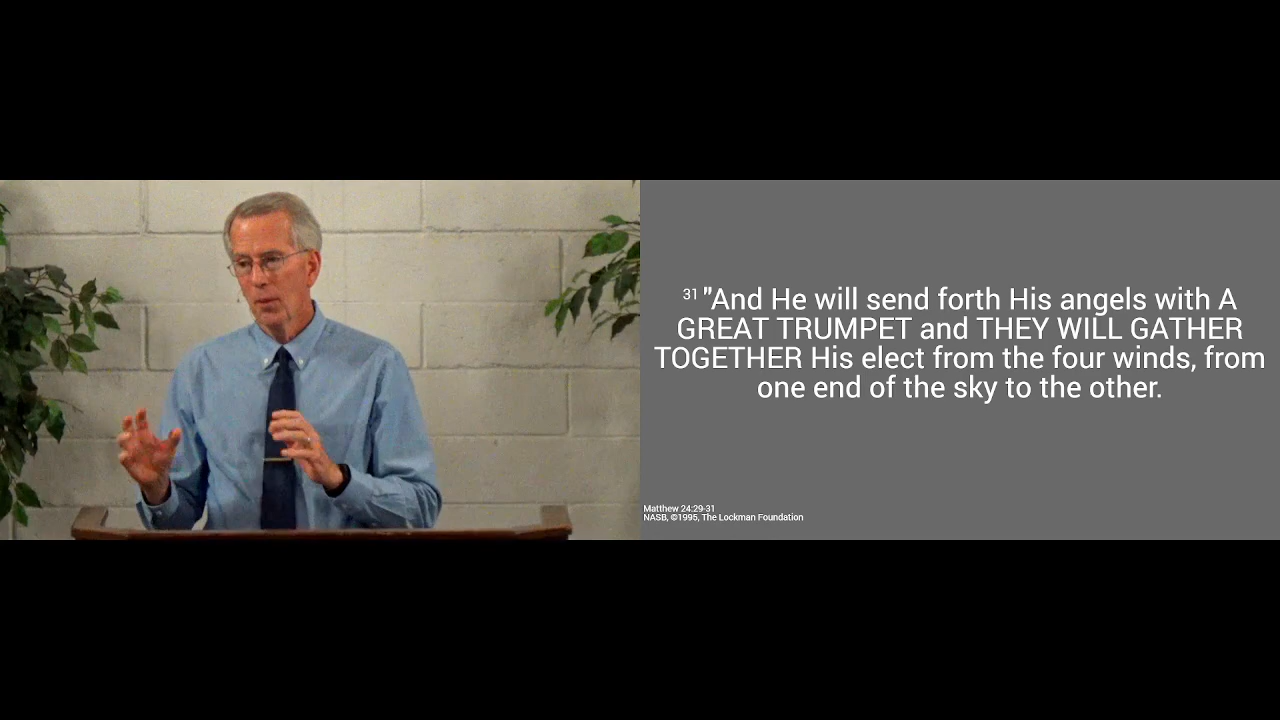 31 "And He will send forth His angels with A
GREAT TRUMPET and THEY WILL GATHER
TOGETHER His elect from the four winds, from
one end of the sky to the other.
Matthew 24:29-31
NASB, ©1995, The Lockman Foundation